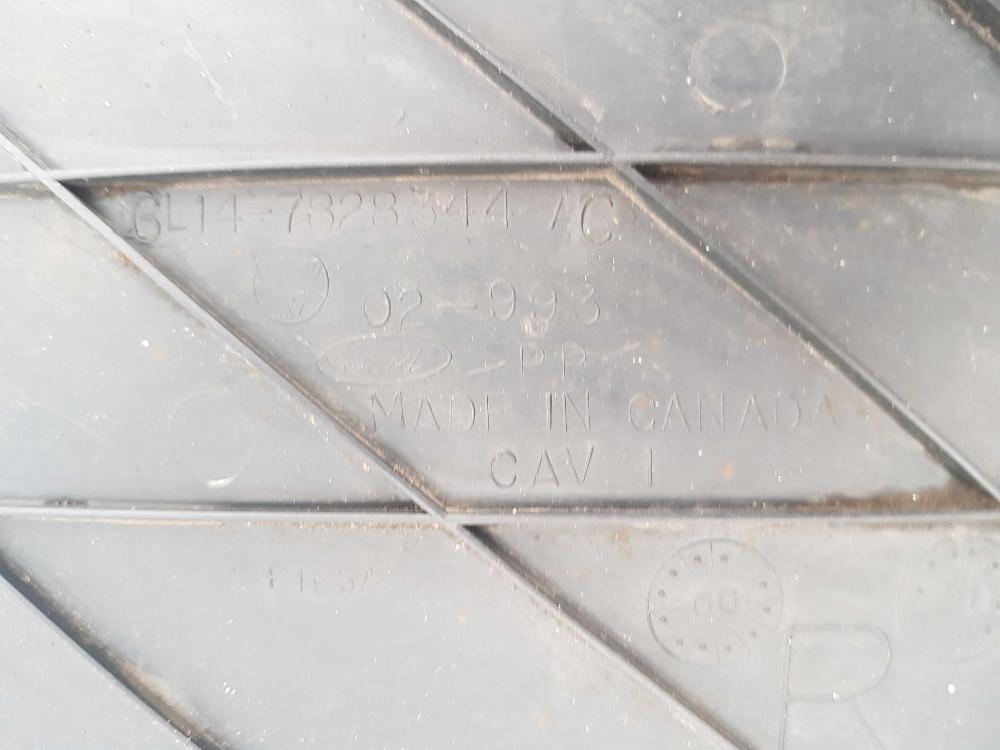 6L14-7828344 AC
02-993
-PP-
MADE IN CANADA
CAV 1
R